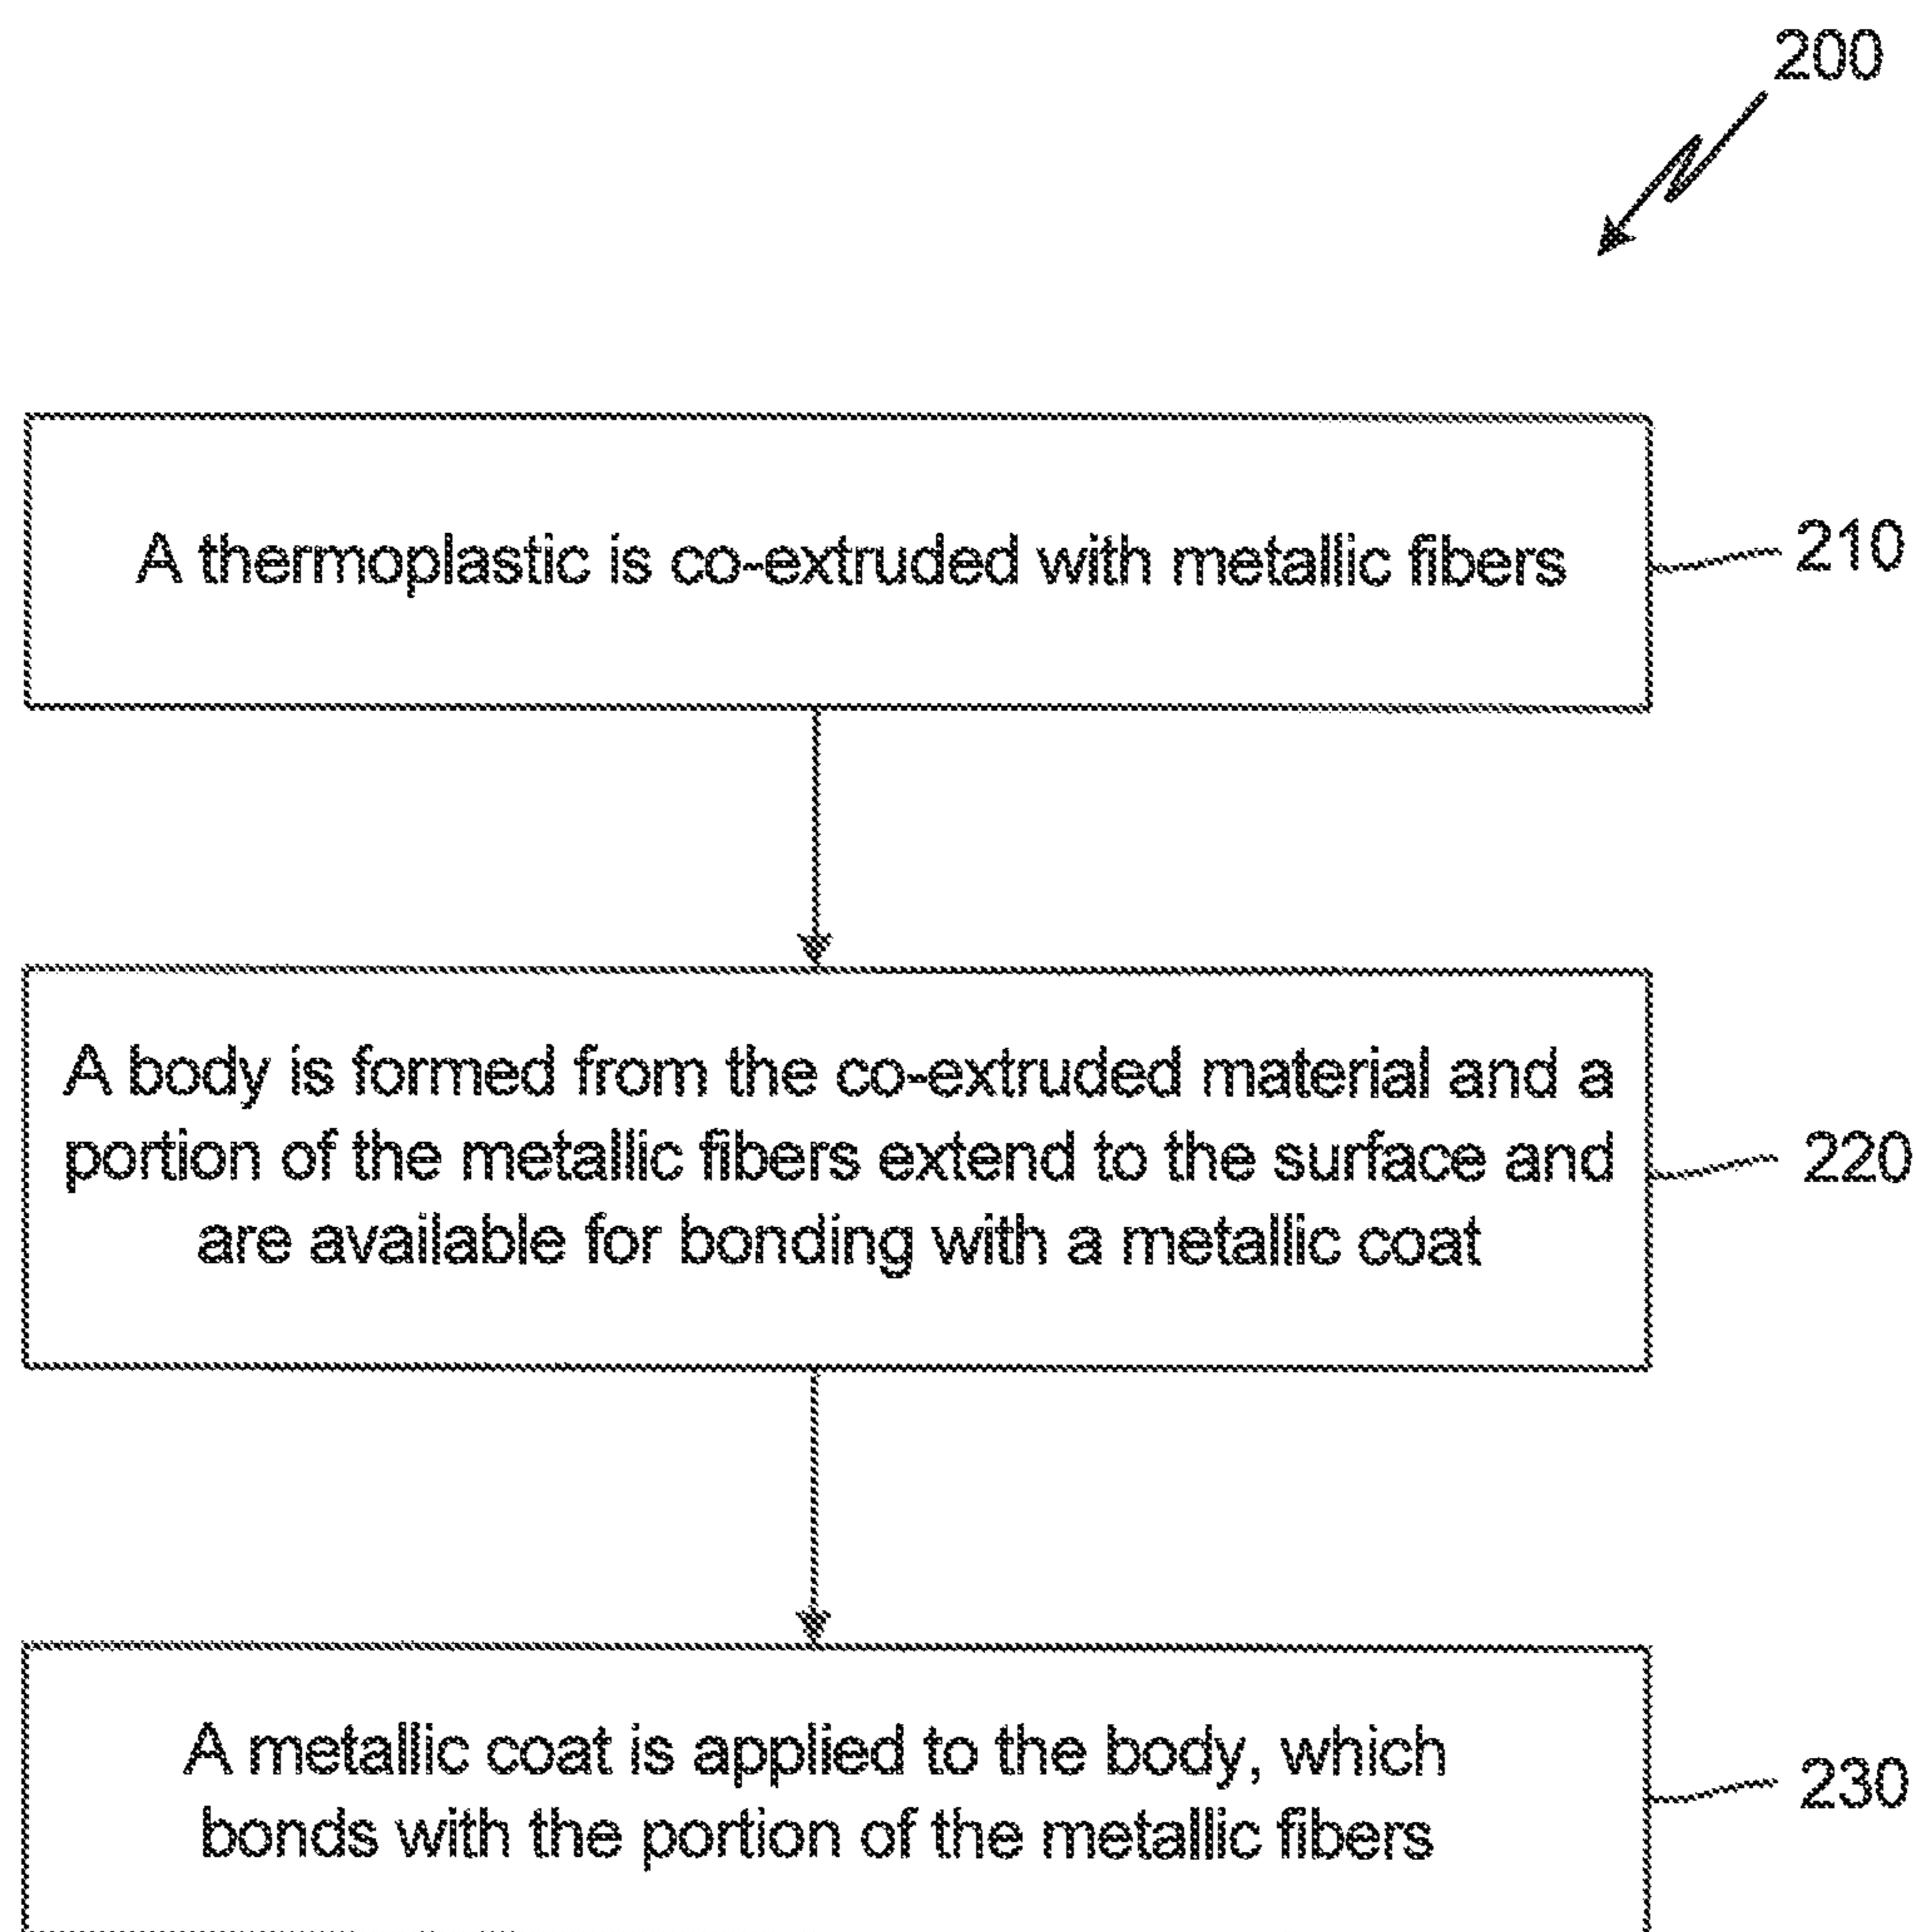 200
A thermoplastic is co-extruded with metallic fibers
210
A body is formed from the co-extruded material and a
portion of the metallic fibers extend to the surface and
are available for bonding with a metallic coat
220
A metallic coat is applied to the body, which
bonds with the portion of the metallic fibers
230